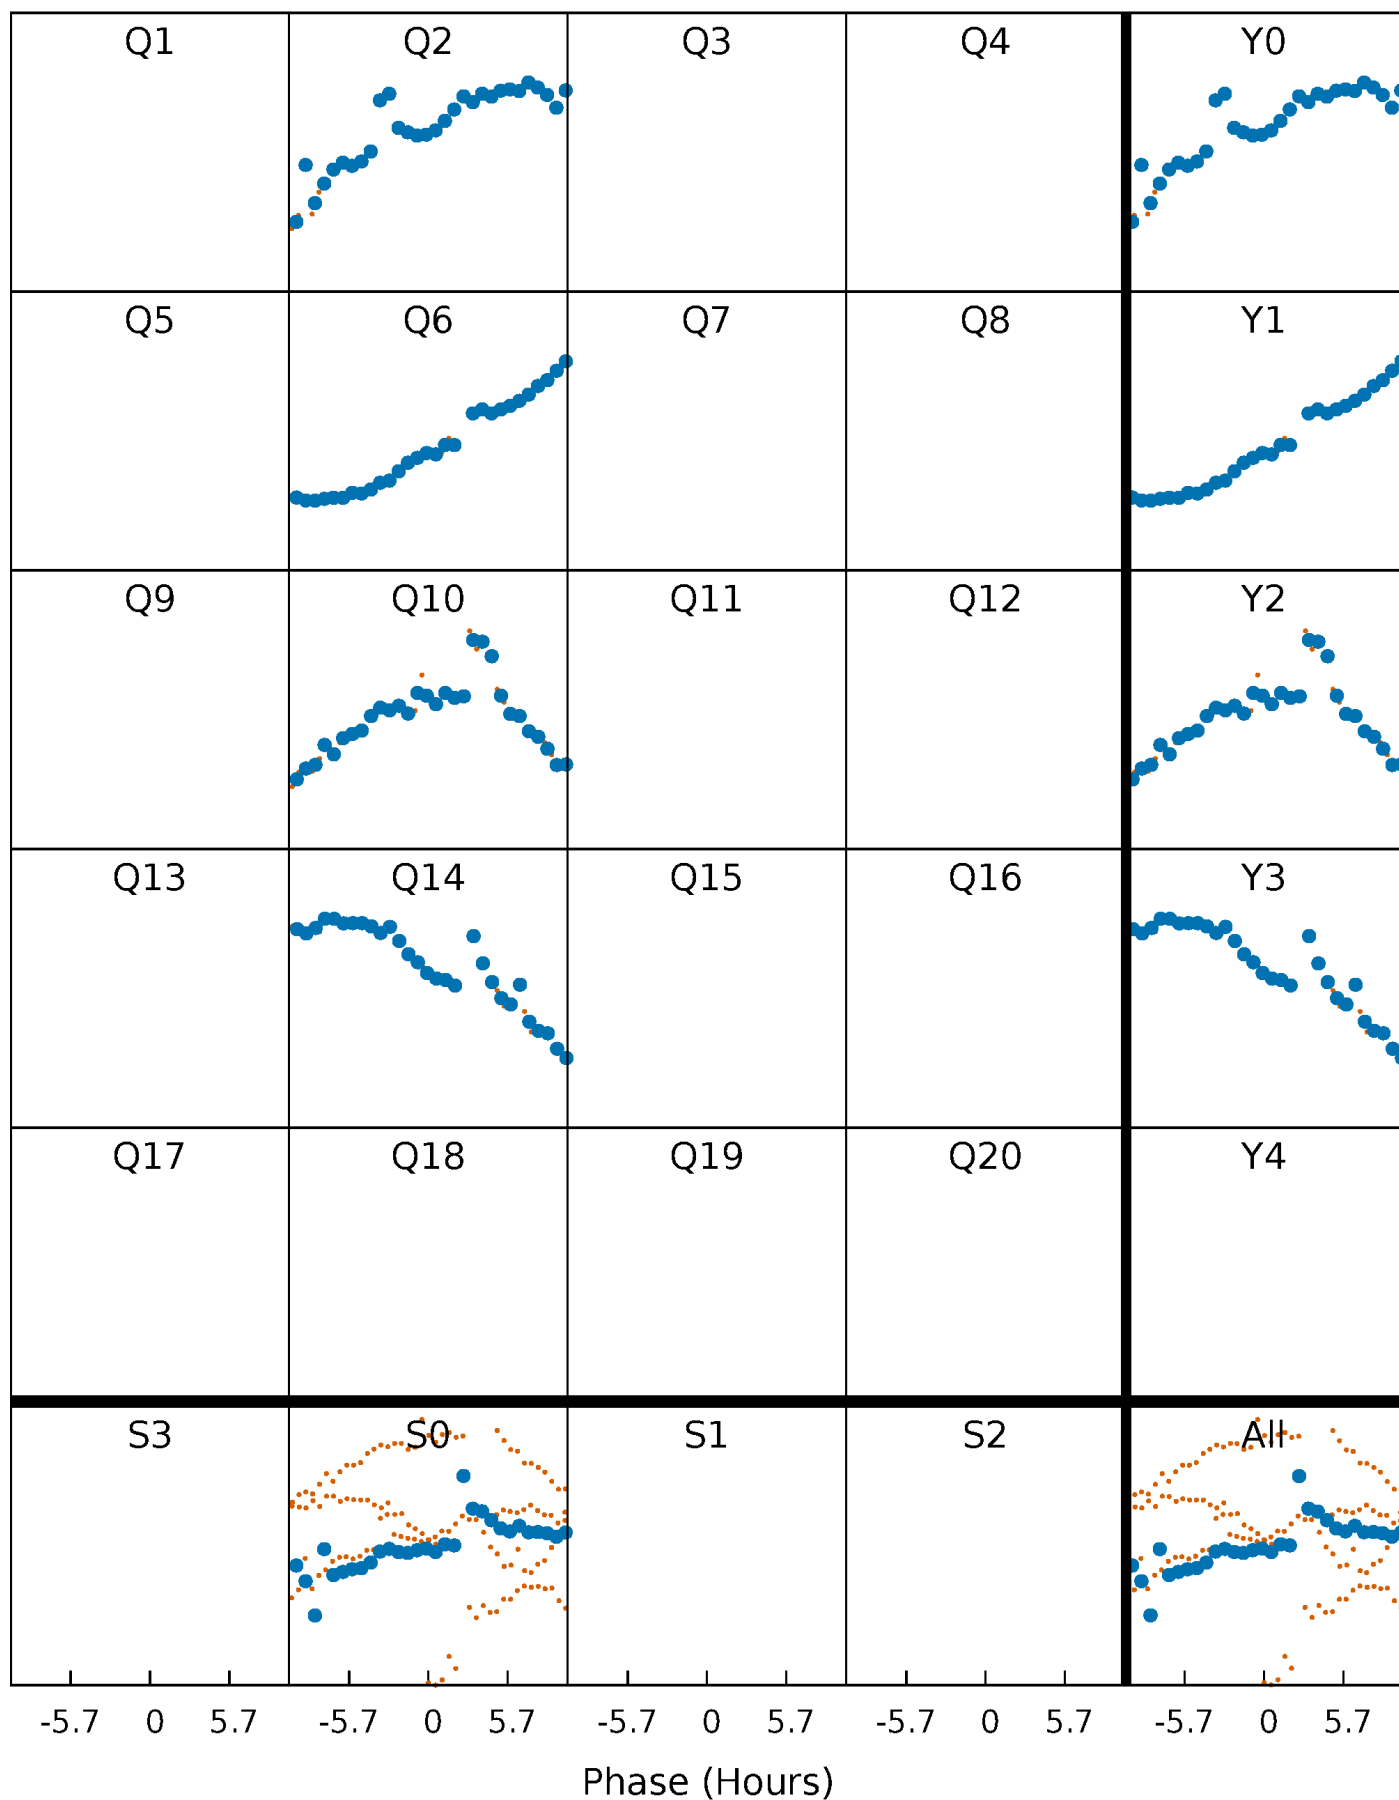 Q1 Q2 Q3 Q4 Y0
Q5 Q6 Q7 Q8 Y1
Q9 Q10 Q11 Q12 Y2
Q13 Q14 Q15 Q16 Y3
Q17 Q18 Q19 Q20 Y4
S3 S0 S1 S2 All
-5.7 0 5.7 -5.7 0 5.7 -5.7 0 5.7 -5.7 0 5.7 -5.7 0 5.7
Phase (Hours)